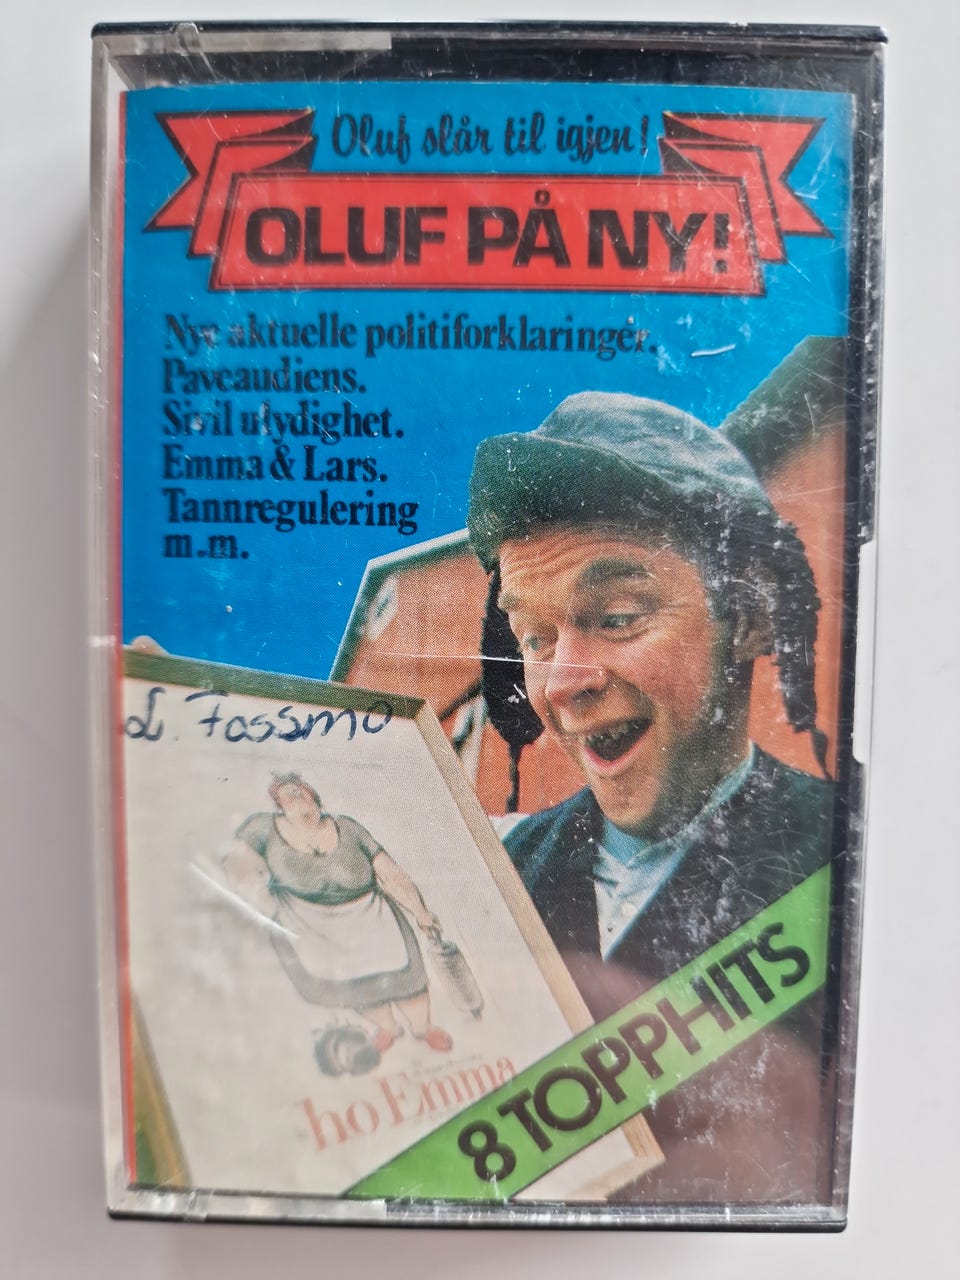 Oluf slår til igjen!
OLUF PÅ NY!
Nye aktuelle politiforklaringer.
Paveaudiens.
Sivil ulydighet.
Emma & Lars.
Tannregulering
m.m.
L. Fossmo
ho Emma
8 TOPPHITS